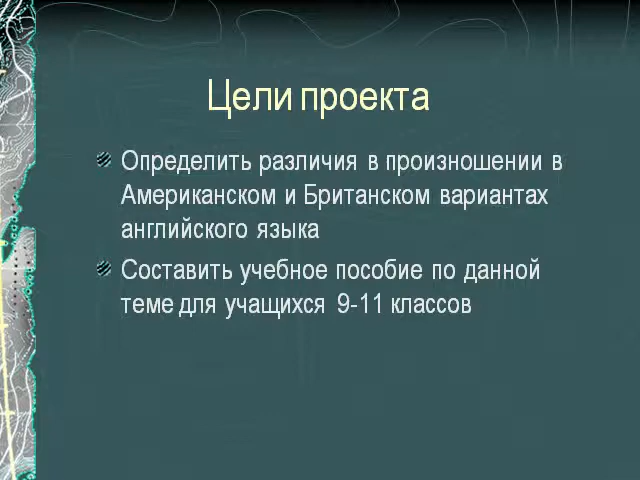 Цели проекта
Определить различия в произношении в
Американском и Британском вариантах
английского языка
Составить учебное пособие по данной
теме для учащихся 9-11 классов